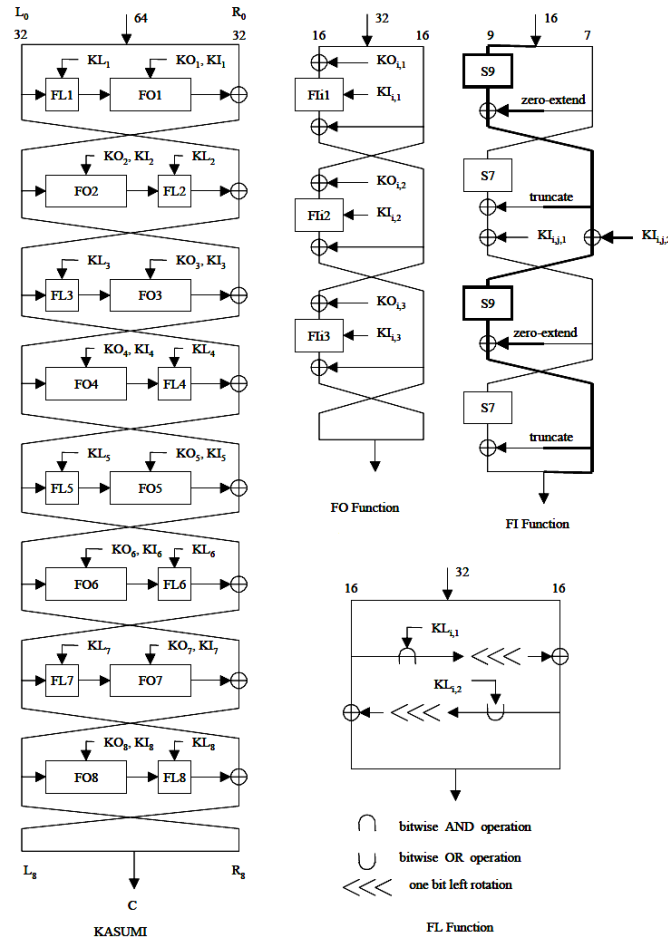 L0 R0
32 64 32
KL1 KO1, KI1
FL1 FO1
KO2, KI2 KL2
FO2 FL2
KL3 KO3, KI3
FL3 FO3
KO4, KI4 KL4
FO4 FL4
KL5 KO5, KI5
FL5 FO5
KO6, KI6 KL6
FO6 FL6
KL7 KO7, KI7
FL7 FO7
KO8, KI8 KL8
FO8 FL8
L8 R8
C
KASUMI
32
16 16
KOi,1
FIi1 KIi,1
KOi,2
FIi2 KIi,2
KOi,3
FIi3 KIi,3
FO Function
9 16 7
S9
zero-extend
S7
truncate
KIi,j,1 KIi,j,2
S9
zero-extend
S7
truncate
FI Function
32
16 16
KLi,1
KLi,2
bitwise AND operation
bitwise OR operation
one bit left rotation
FL Function